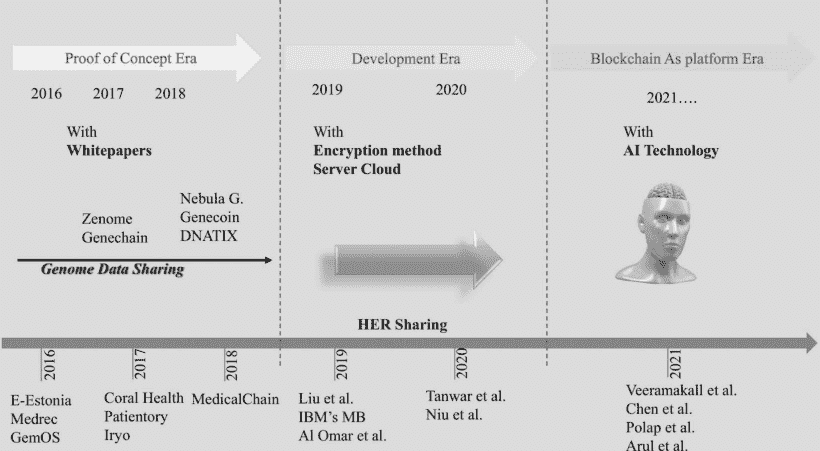 Proof of Concept Era
Development Era
Blockchain As platform Era
2016
2017
2018
2019
2020
2021....
With
Whitepapers
With
Encryption method
Server Cloud
With
AI Technology
Zenome
Genechain
Nebula G.
Genecoin
DNATIX
Genome Data Sharing
HER Sharing
2016
2017
2018
2019
2020
2021
E-Estonia
Medrec
GemOS
Coral Health
Patientory
Iryo
MedicalChain
Liu et al.
IBM's MB
Al Omar et al.
Tanwar et al.
Niu et al.
Veeramakall et al.
Chen et al.
Polap et al.
Arul et al.